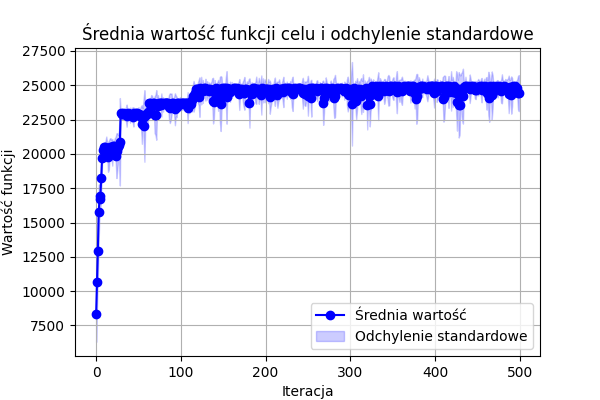 Średnia wartość funkcji celu i odchylenie standardowe
27500
25000
22500
20000
17500
15000
12500
10000
7500
Wartość funkcji
Średnia wartość
Odchylenie standardowe
0 100 200 300 400 500
Iteracja